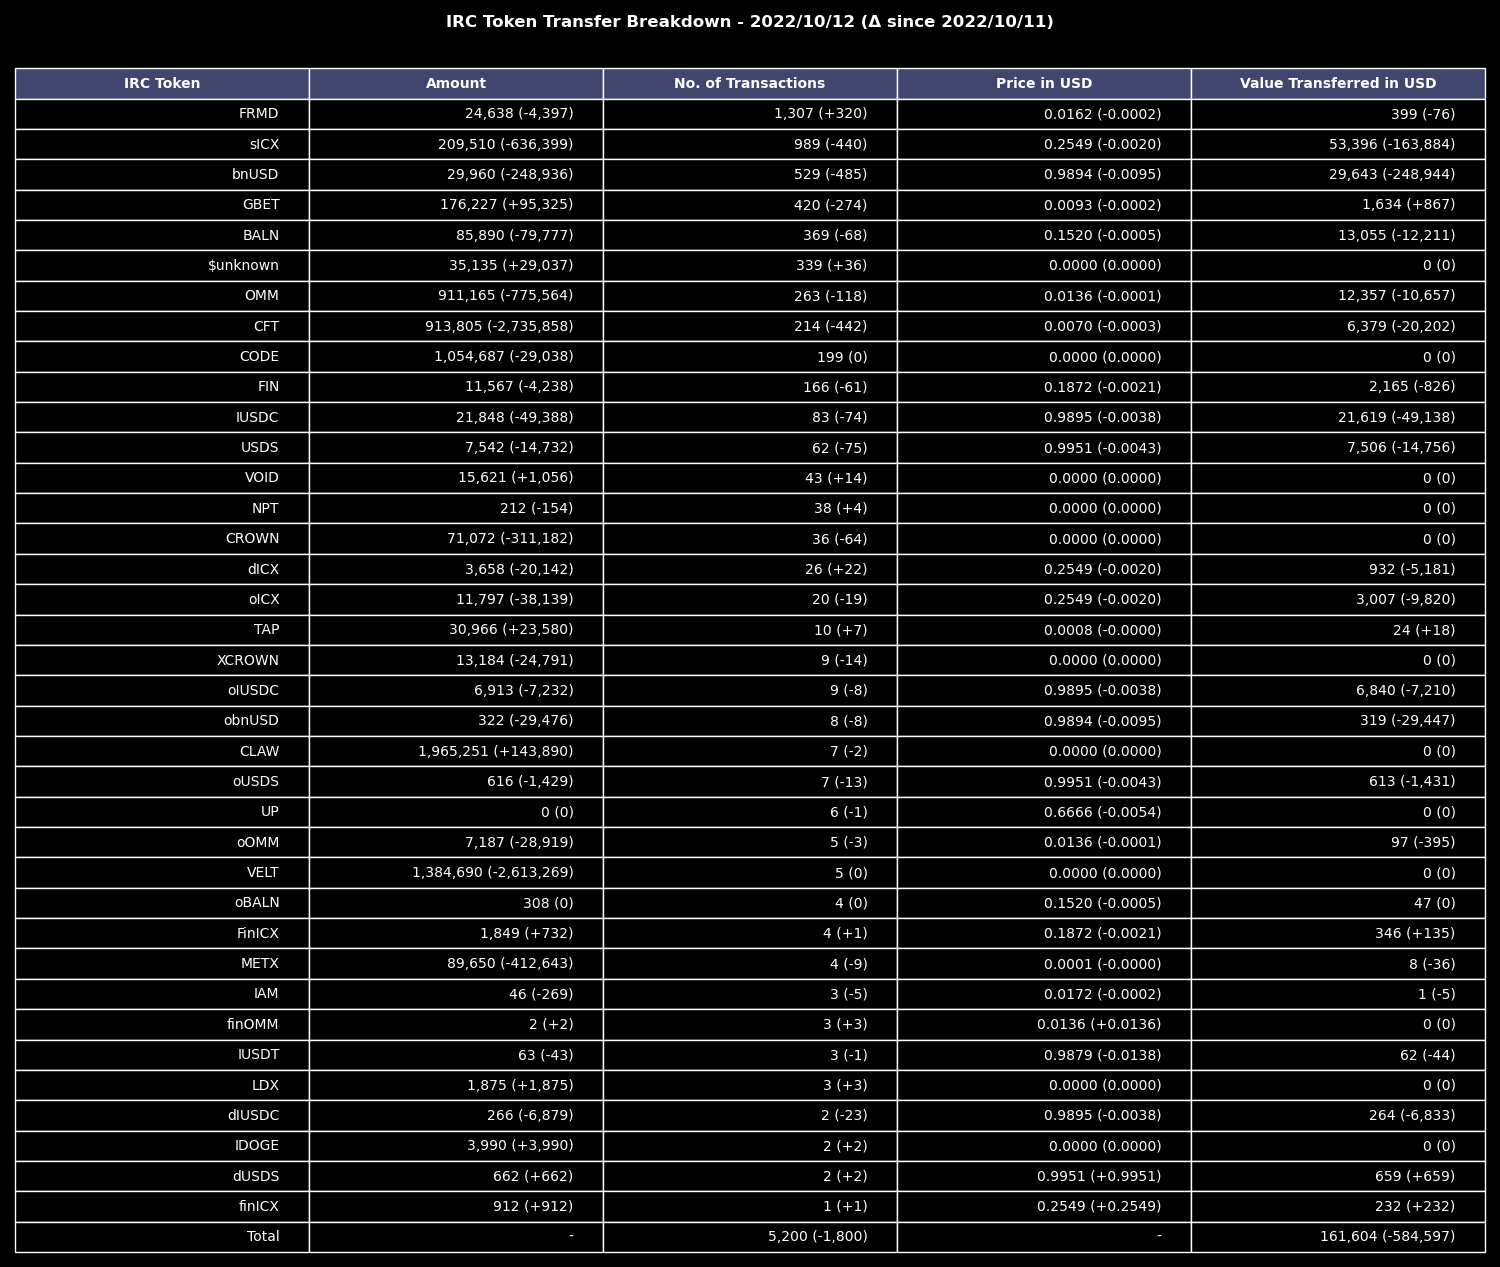 IRC Token Transfer Breakdown - 2022/10/12 (Δ since 2022/10/11)
IRC Token Amount No. of Transactions Price in USD Value Transferred in USD
FRMD 24,638 (-4,397) 1,307 (+320) 0.0162 (-0.0002) 399 (-76)
sICX 209,510 (-636,399) 989 (-440) 0.2549 (-0.0020) 53,396 (-163,884)
bnUSD 29,960 (-248,936) 529 (-485) 0.9894 (-0.0095) 29,643 (-248,944)
GBET 176,227 (+95,325) 420 (-274) 0.0093 (-0.0002) 1,634 (+867)
BALN 85,890 (-79,777) 369 (-68) 0.1520 (-0.0005) 13,055 (-12,211)
$unknown 35,135 (+29,037) 339 (+36) 0.0000 (0.0000) 0 (0)
OMM 911,165 (-775,564) 263 (-118) 0.0136 (-0.0001) 12,357 (-10,657)
CFT 913,805 (-2,735,858) 214 (-442) 0.0070 (-0.0003) 6,379 (-20,202)
CODE 1,054,687 (-29,038) 199 (0) 0.0000 (0.0000) 0 (0)
FIN 11,567 (-4,238) 166 (-61) 0.1872 (-0.0021) 2,165 (-826)
IUSDC 21,848 (-49,388) 83 (-74) 0.9895 (-0.0038) 21,619 (-49,138)
USDS 7,542 (-14,732) 62 (-75) 0.9951 (-0.0043) 7,506 (-14,756)
VOID 15,621 (+1,056) 43 (+14) 0.0000 (0.0000) 0 (0)
NPT 212 (-154) 38 (+4) 0.0000 (0.0000) 0 (0)
CROWN 71,072 (-311,182) 36 (-64) 0.0000 (0.0000) 0 (0)
dICX 3,658 (-20,142) 26 (+22) 0.2549 (-0.0020) 932 (-5,181)
oICX 11,797 (-38,139) 20 (-19) 0.2549 (-0.0020) 3,007 (-9,820)
TAP 30,966 (+23,580) 10 (+7) 0.0008 (-0.0000) 24 (+18)
XCROWN 13,184 (-24,791) 9 (-14) 0.0000 (0.0000) 0 (0)
oIUSDC 6,913 (-7,232) 9 (-8) 0.9895 (-0.0038) 6,840 (-7,210)
obnUSD 322 (-29,476) 8 (-8) 0.9894 (-0.0095) 319 (-29,447)
CLAW 1,965,251 (+143,890) 7 (-2) 0.0000 (0.0000) 0 (0)
oUSDS 616 (-1,429) 7 (-13) 0.9951 (-0.0043) 613 (-1,431)
UP 0 (0) 6 (-1) 0.6666 (-0.0054) 0 (0)
oOMM 7,187 (-28,919) 5 (-3) 0.0136 (-0.0001) 97 (-395)
VELT 1,384,690 (-2,613,269) 5 (0) 0.0000 (0.0000) 0 (0)
oBALN 308 (0) 4 (0) 0.1520 (-0.0005) 47 (0)
FinICX 1,849 (+732) 4 (+1) 0.1872 (-0.0021) 346 (+135)
METX 89,650 (-412,643) 4 (-9) 0.0001 (-0.0000) 8 (-36)
IAM 46 (-269) 3 (-5) 0.0172 (-0.0002) 1 (-5)
finOMM 2 (+2) 3 (+3) 0.0136 (+0.0136) 0 (0)
IUSDT 63 (-43) 3 (-1) 0.9879 (-0.0138) 62 (-44)
LDX 1,875 (+1,875) 3 (+3) 0.0000 (0.0000) 0 (0)
dIUSDC 266 (-6,879) 2 (-23) 0.9895 (-0.0038) 264 (-6,833)
IDOGE 3,990 (+3,990) 2 (+2) 0.0000 (0.0000) 0 (0)
dUSDS 662 (+662) 2 (+2) 0.9951 (+0.9951) 659 (+659)
finICX 912 (+912) 1 (+1) 0.2549 (+0.2549) 232 (+232)
Total - 5,200 (-1,800) - 161,604 (-584,597)